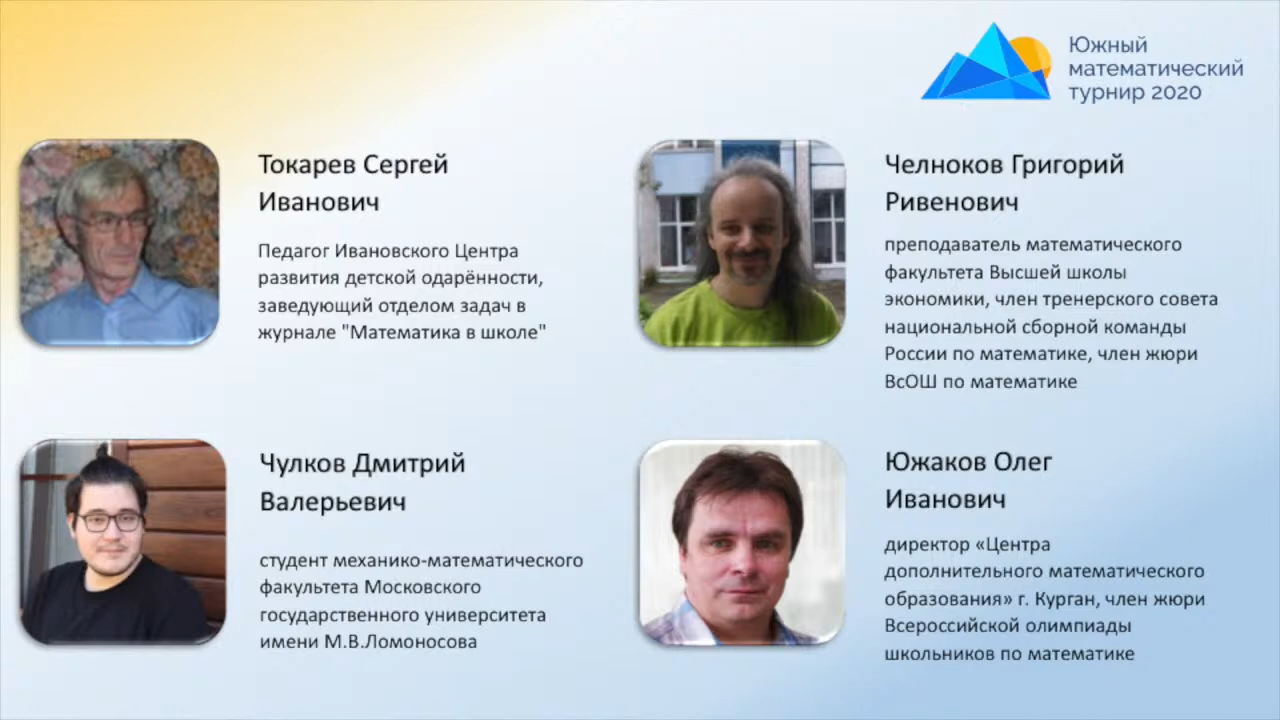 Южный
математический
турнир 2020
Токарев Сергей
Иванович
Педагог Ивановского Центра
развития детской одарённости,
заведующий отделом задач в
журнале "Математика в школе"
Челноков Григорий
Ривенович
преподаватель математического
факультета Высшей школы
экономики, член тренерского совета
национальной сборной команды
России по математике, член жюри
ВсОШ по математике
Чулков Дмитрий
Валерьевич
студент механико-математического
факультета Московского
государственного университета
имени М.В.Ломоносова
Южаков Олег
Иванович
директор «Центра
дополнительного математического
образования» г. Курган, член жюри
Всероссийской олимпиады
школьников по математике